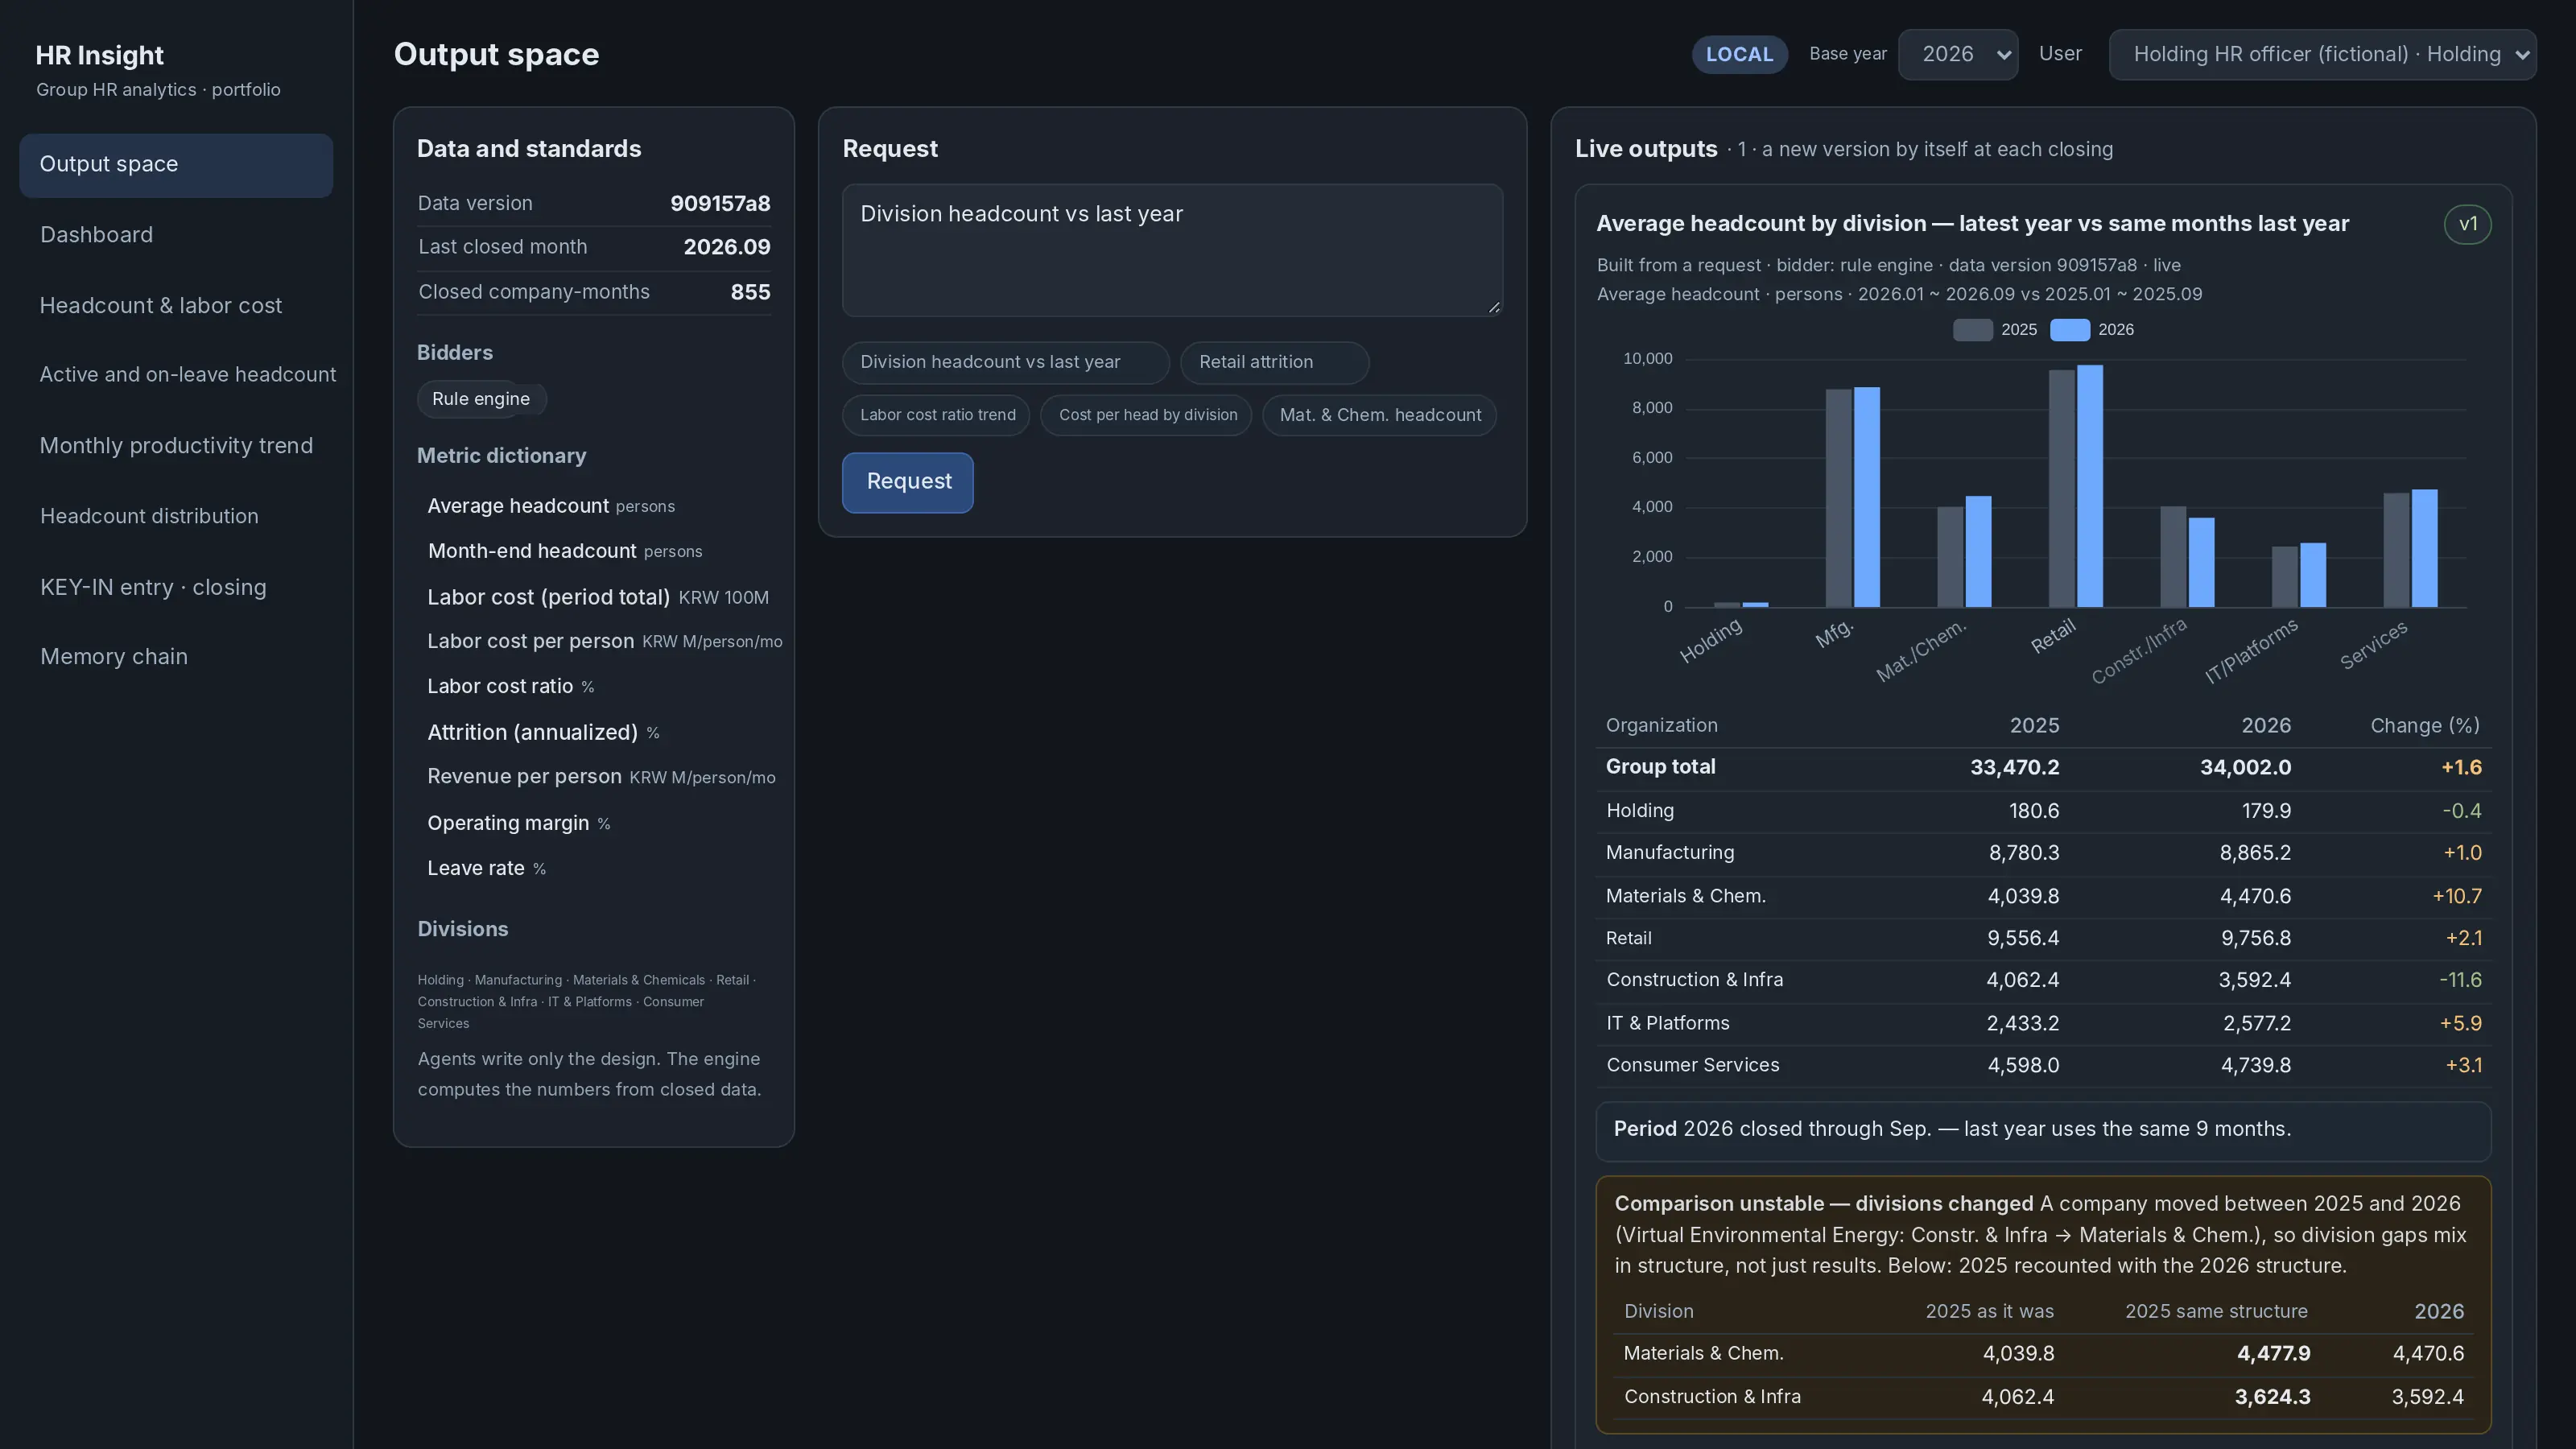 HR Insight
Group HR analytics · portfolio
Output space
Dashboard
Headcount & labor cost
Active and on-leave headcount
Monthly productivity trend
Headcount distribution
KEY-IN entry · closing
Memory chain
Output space
LOCAL
Base year
2026
User
Holding HR officer (fictional) · Holding
Data and standards
Data version 909157a8
Last closed month 2026.09
Closed company-months 855
Bidders
Rule engine
Metric dictionary
Average headcount persons
Month-end headcount persons
Labor cost (period total) KRW 100M
Labor cost per person KRW M/person/mo
Labor cost ratio %
Attrition (annualized) %
Revenue per person KRW M/person/mo
Operating margin %
Leave rate %
Divisions
Holding · Manufacturing · Materials & Chemicals · Retail ·
Construction & Infra · IT & Platforms · Consumer
Services
Agents write only the design. The engine
computes the numbers from closed data.
Request
Division headcount vs last year
Division headcount vs last year
Retail attrition
Labor cost ratio trend
Cost per head by division
Mat. & Chem. headcount
Request
Live outputs · 1 · a new version by itself at each closing
Average headcount by division — latest year vs same months last year
v1
Built from a request · bidder: rule engine · data version 909157a8 · live
Average headcount · persons · 2026.01 ~ 2026.09 vs 2025.01 ~ 2025.09
2025 2026
10,000
8,000
6,000
4,000
2,000
0
Holding Mfg. Mat./Chem. Retail Constr./Infra IT/Platforms Services
Organization 2025 2026 Change (%)
Group total 33,470.2 34,002.0 +1.6
Holding 180.6 179.9 -0.4
Manufacturing 8,780.3 8,865.2 +1.0
Materials & Chem. 4,039.8 4,470.6 +10.7
Retail 9,556.4 9,756.8 +2.1
Construction & Infra 4,062.4 3,592.4 -11.6
IT & Platforms 2,433.2 2,577.2 +5.9
Consumer Services 4,598.0 4,739.8 +3.1
Period 2026 closed through Sep. — last year uses the same 9 months.
Comparison unstable — divisions changed A company moved between 2025 and 2026
(Virtual Environmental Energy: Constr. & Infra → Materials & Chem.), so division gaps mix
in structure, not just results. Below: 2025 recounted with the 2026 structure.
Division 2025 as it was 2025 same structure 2026
Materials & Chem. 4,039.8 4,477.9 4,470.6
Construction & Infra 4,062.4 3,624.3 3,592.4